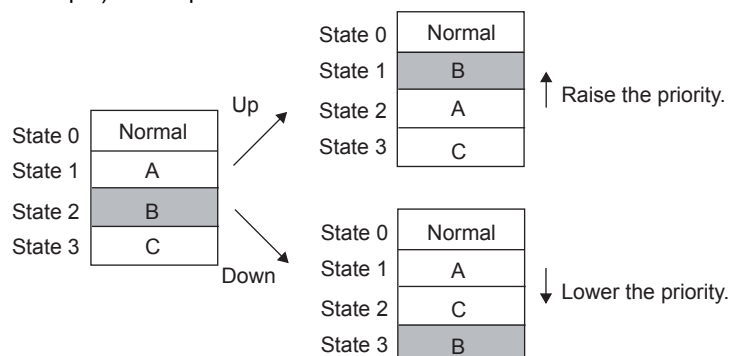 State 0 Normal
State 1 B
State 2 A
State 3 C
Raise the priority.
Up
State 0 Normal
State 1 A
State 2 B
State 3 C
Down
State 0 Normal
State 1 A
State 2 C
State 3 B
Lower the priority.